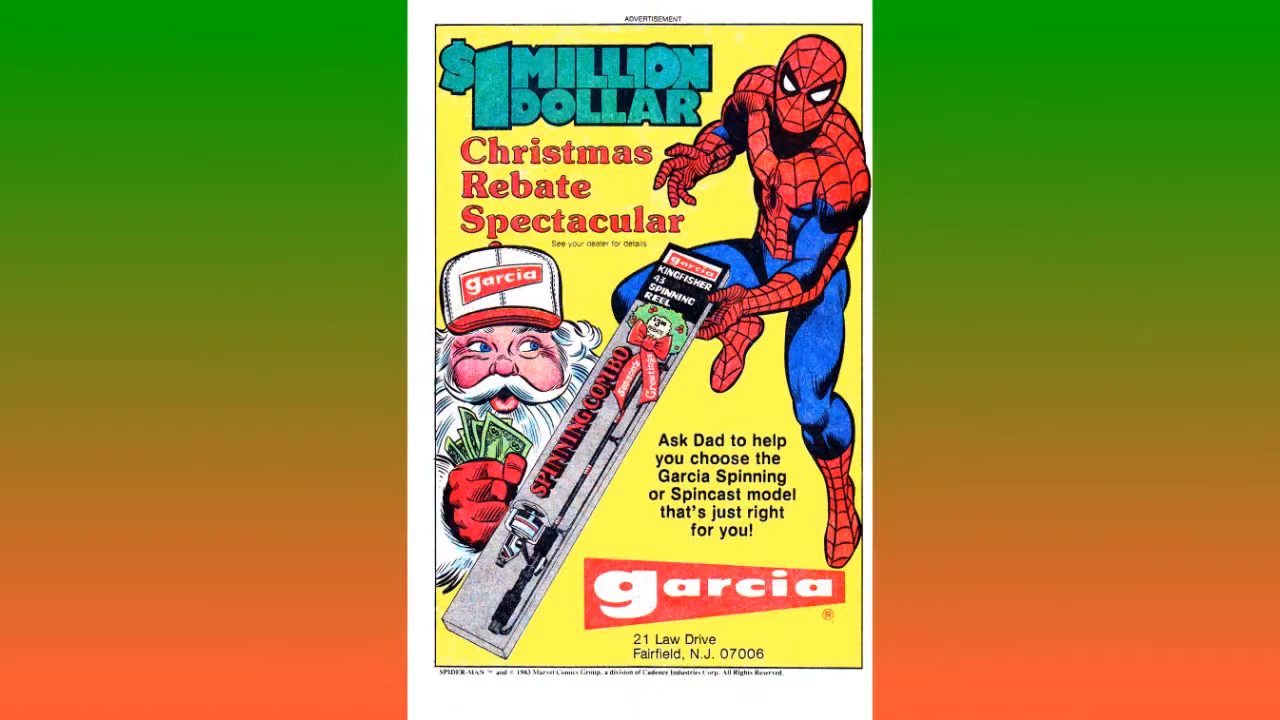 ADVERTISEMENT
$1 MILLION
DOLLAR
Christmas
Rebate
Spectacular
See your dealer for details
garcia
garcia
KINGFISHER
43
SPINNING
REEL
REBATE
Season's
Greetings
SPINNING COMBO
Ask Dad to help
you choose the
Garcia Spinning
or Spincast model
that's just right
for you!
garcia
®
21 Law Drive
Fairfield, N.J. 07006
SPIDER-MAN ™ and © 1983 Marvel Comics Group, a division of Cadence Industries Corp. All Rights Reserved.